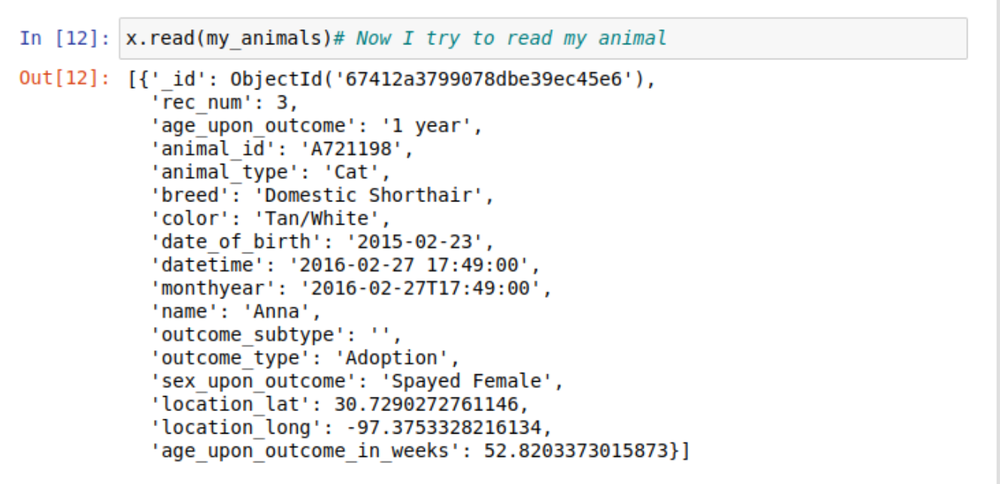 In [12]: x.read(my_animals)# Now I try to read my animal
Out[12]: [{'_id': ObjectId('67412a3799078dbe39ec45e6'),
'rec_num': 3,
'age_upon_outcome': '1 year',
'animal_id': 'A721198',
'animal_type': 'Cat',
'breed': 'Domestic Shorthair',
'color': 'Tan/White',
'date_of_birth': '2015-02-23',
'datetime': '2016-02-27 17:49:00',
'monthyear': '2016-02-27T17:49:00',
'name': 'Anna',
'outcome_subtype': '',
'outcome_type': 'Adoption',
'sex_upon_outcome': 'Spayed Female',
'location_lat': 30.7290272761146,
'location_long': -97.3753328216134,
'age_upon_outcome_in_weeks': 52.8203373015873}]